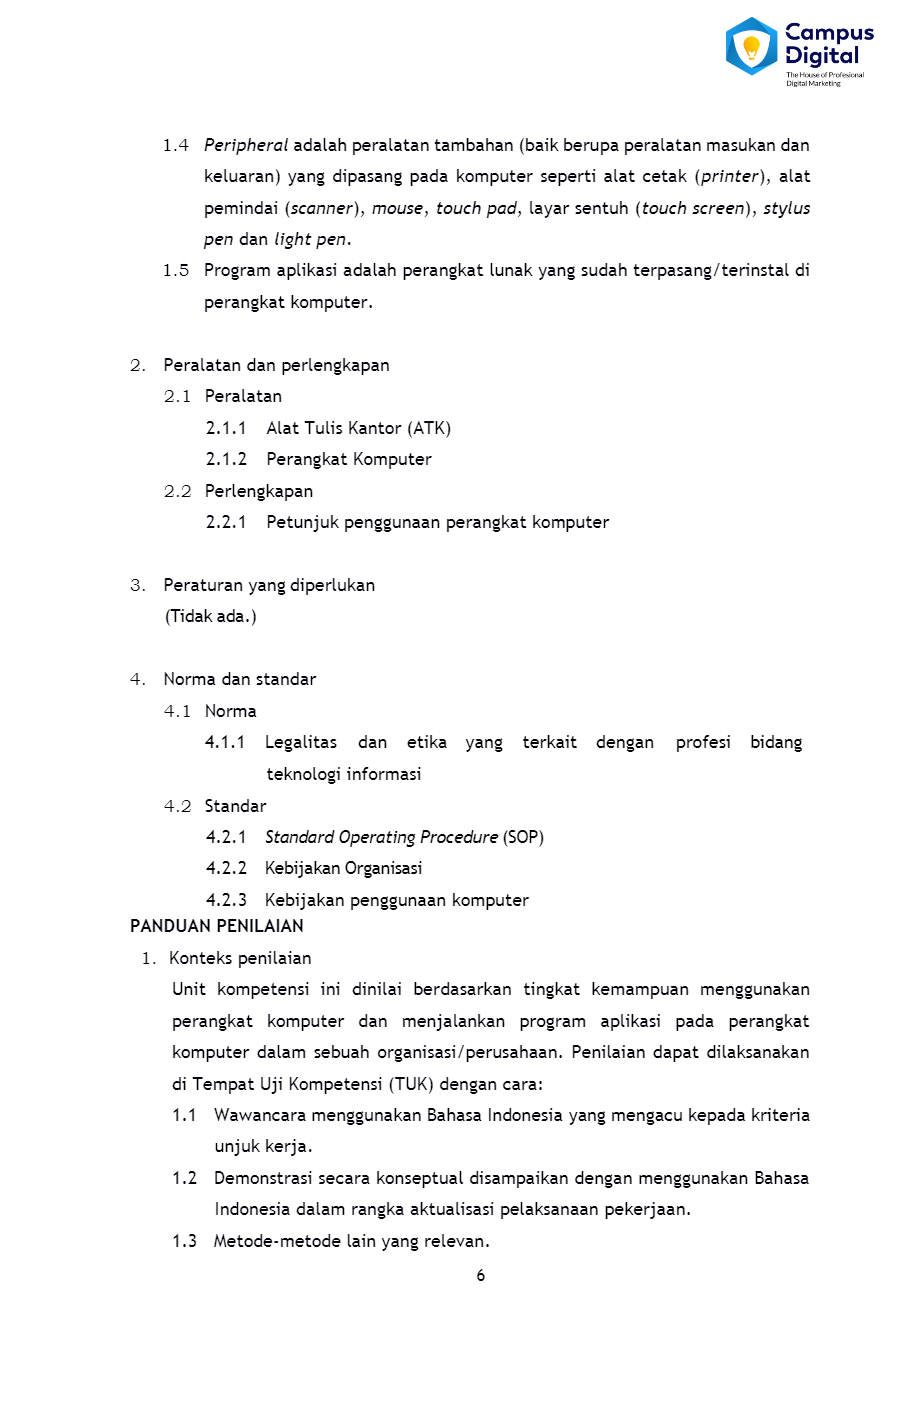 Campus
Digital
The House of Profesional
Digital Marketing
1.4 Peripheral adalah peralatan tambahan (baik berupa peralatan masukan dan
keluaran) yang dipasang pada komputer seperti alat cetak (printer), alat
pemindai (scanner), mouse, touch pad, layar sentuh (touch screen), stylus
pen dan light pen.
1.5 Program aplikasi adalah perangkat lunak yang sudah terpasang/terinstal di
perangkat komputer.
2. Peralatan dan perlengkapan
2.1 Peralatan
2.1.1 Alat Tulis Kantor (ATK)
2.1.2 Perangkat Komputer
2.2 Perlengkapan
2.2.1 Petunjuk penggunaan perangkat komputer
3. Peraturan yang diperlukan
(Tidak ada.)
4. Norma dan standar
4.1 Norma
4.1.1 Legalitas dan etika yang terkait dengan profesi bidang
teknologi informasi
4.2 Standar
4.2.1 Standard Operating Procedure (SOP)
4.2.2 Kebijakan Organisasi
4.2.3 Kebijakan penggunaan komputer
PANDUAN PENILAIAN
1. Konteks penilaian
Unit kompetensi ini dinilai berdasarkan tingkat kemampuan menggunakan
perangkat komputer dan menjalankan program aplikasi pada perangkat
komputer dalam sebuah organisasi/perusahaan. Penilaian dapat dilaksanakan
di Tempat Uji Kompetensi (TUK) dengan cara:
1.1 Wawancara menggunakan Bahasa Indonesia yang mengacu kepada kriteria
unjuk kerja.
1.2 Demonstrasi secara konseptual disampaikan dengan menggunakan Bahasa
Indonesia dalam rangka aktualisasi pelaksanaan pekerjaan.
1.3 Metode-metode lain yang relevan.
6